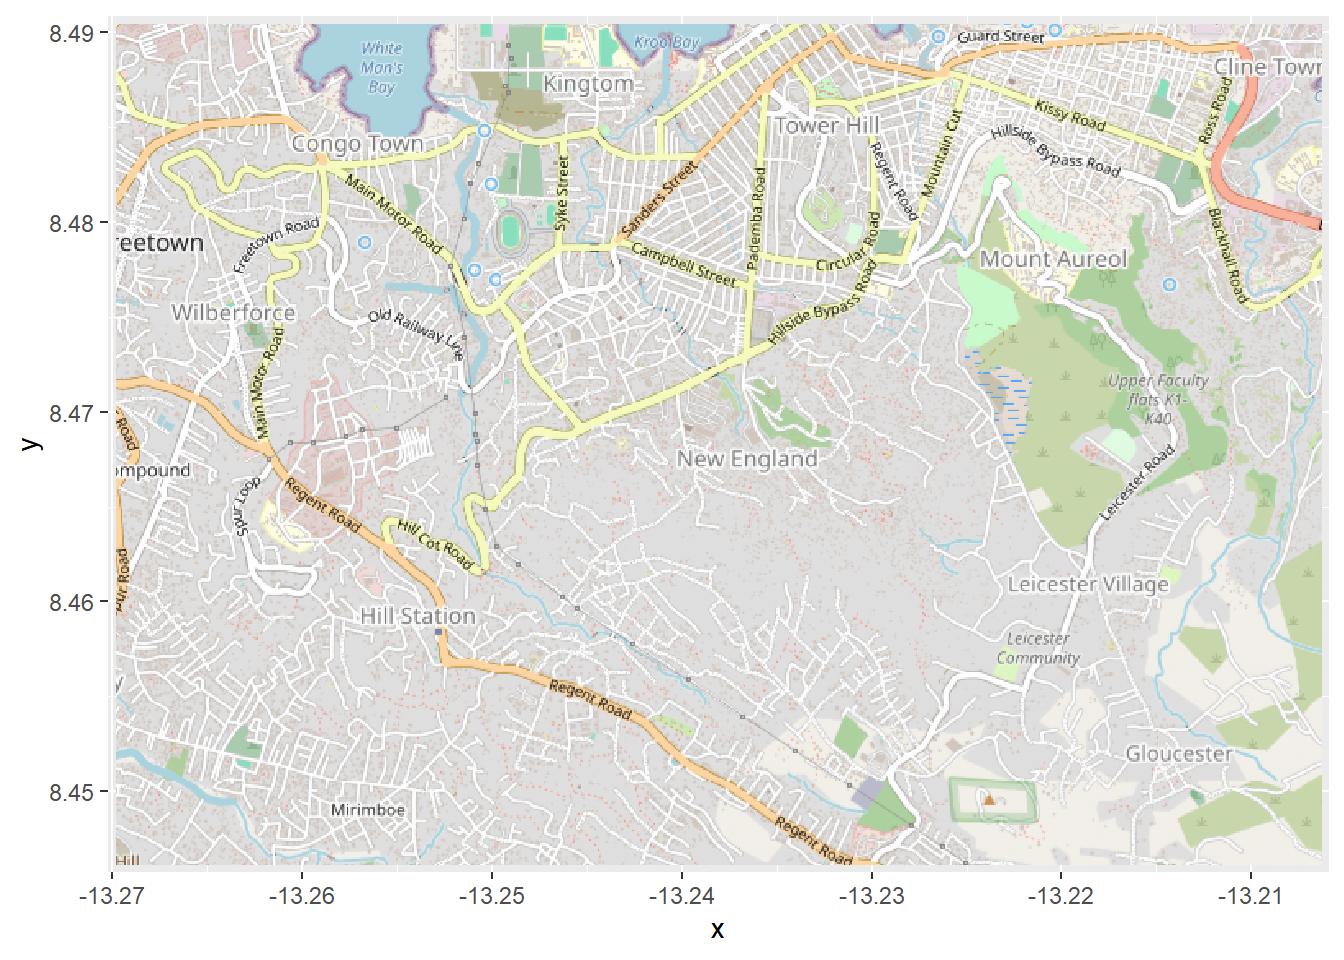 8.49
8.48
8.47
8.46
8.45
y
-13.27
-13.26
-13.25
-13.24
-13.23
-13.22
-13.21
x
White
Man's
Bay
Kroo Bay
Guard Street
Cline Town
Kingtom
Kissy Road
Ross Road
Congo Town
Tower Hill
Hillside Bypass Road
Mountain Cut
Regent Road
Main Motor Road
Syke Street
Sanders Street
Pademba Road
Freetown Road
reetown
Campbell Street
Circular Road
Mount Aureol
Blackhall Road
Wilberforce
Old Railway Line
Hillside Bypass Road
Main Motor Road
Upper Faculty
flats K1-
K40
Road
ompound
New England
Leicester Road
Spur Loop
Regent Road
Hill Cot Road
pur Road
Leicester Village
Hill Station
Leicester
Community
Regent Road
Gloucester
Mirimboe
Regent Road
Hill